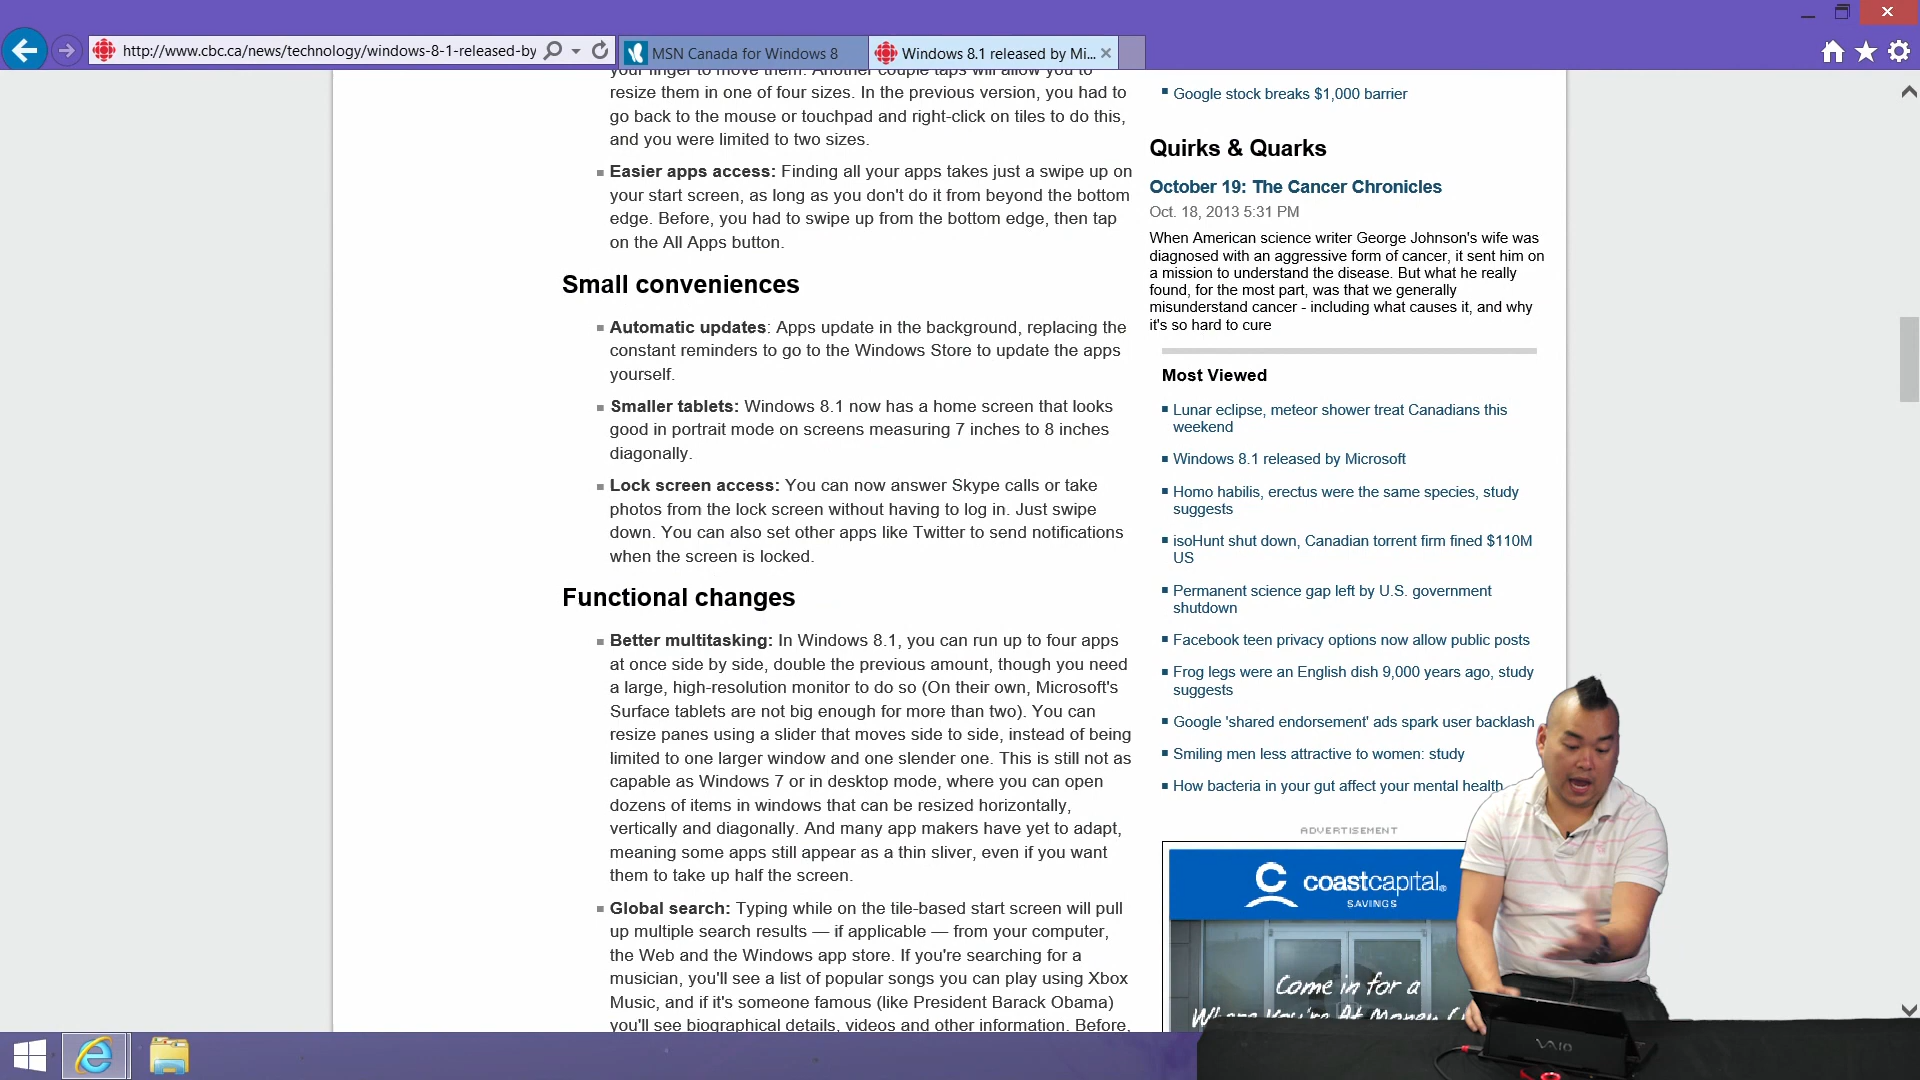 http://www.cbc.ca/news/technology/windows-8-1-released-by
MSN Canada for Windows 8
Windows 8.1 released by Mi...
your finger to move them. Another couple taps will allow you to
resize them in one of four sizes. In the previous version, you had to
go back to the mouse or touchpad and right-click on tiles to do this,
and you were limited to two sizes.
Easier apps access: Finding all your apps takes just a swipe up on
your start screen, as long as you don't do it from beyond the bottom
edge. Before, you had to swipe up from the bottom edge, then tap
on the All Apps button.
Small conveniences
Automatic updates: Apps update in the background, replacing the
constant reminders to go to the Windows Store to update the apps
yourself.
Smaller tablets: Windows 8.1 now has a home screen that looks
good in portrait mode on screens measuring 7 inches to 8 inches
diagonally.
Lock screen access: You can now answer Skype calls or take
photos from the lock screen without having to log in. Just swipe
down. You can also set other apps like Twitter to send notifications
when the screen is locked.
Functional changes
Better multitasking: In Windows 8.1, you can run up to four apps
at once side by side, double the previous amount, though you need
a large, high-resolution monitor to do so (On their own, Microsoft's
Surface tablets are not big enough for more than two). You can
resize panes using a slider that moves side to side, instead of being
limited to one larger window and one slender one. This is still not as
capable as Windows 7 or in desktop mode, where you can open
dozens of items in windows that can be resized horizontally,
vertically and diagonally. And many app makers have yet to adapt,
meaning some apps still appear as a thin sliver, even if you want
them to take up half the screen.
Global search: Typing while on the tile-based start screen will pull
up multiple search results — if applicable — from your computer,
the Web and the Windows app store. If you're searching for a
musician, you'll see a list of popular songs you can play using Xbox
Music, and if it's someone famous (like President Barack Obama)
you'll see biographical details, videos and other information. Before,
Google stock breaks $1,000 barrier
Quirks & Quarks
October 19: The Cancer Chronicles
Oct. 18, 2013 5:31 PM
When American science writer George Johnson's wife was
diagnosed with an aggressive form of cancer, it sent him on
a mission to understand the disease. But what he really
found, for the most part, was that we generally
misunderstand cancer - including what causes it, and why
it's so hard to cure
Most Viewed
Lunar eclipse, meteor shower treat Canadians this
weekend
Windows 8.1 released by Microsoft
Homo habilis, erectus were the same species, study
suggests
isoHunt shut down, Canadian torrent firm fined $110M
US
Permanent science gap left by U.S. government
shutdown
Facebook teen privacy options now allow public posts
Frog legs were an English dish 9,000 years ago, study
suggests
Google 'shared endorsement' ads spark user backlash
Smiling men less attractive to women: study
How bacteria in your gut affect your mental health
ADVERTISEMENT
coastcapital®
SAVINGS
Come in for a
Where You're At Money
VAIO